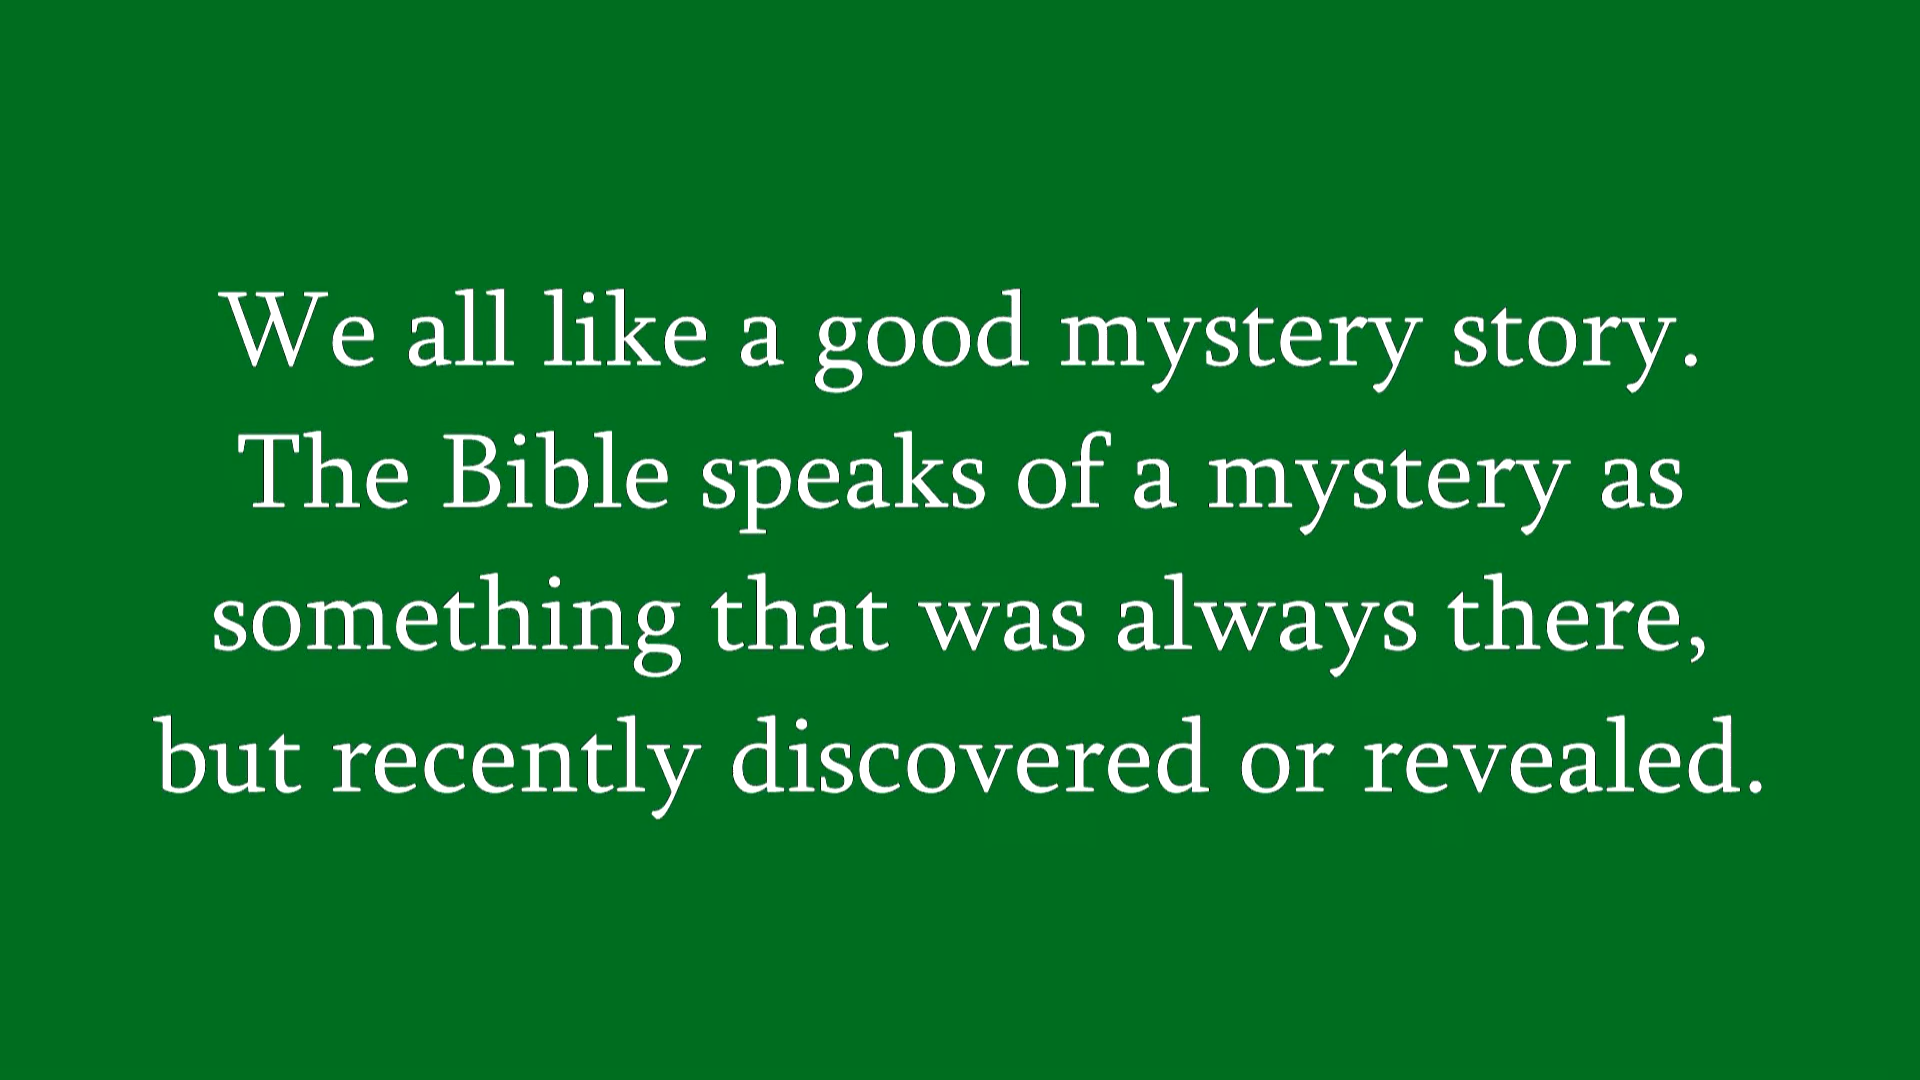 We all like a good mystery story.
The Bible speaks of a mystery as
something that was always there,
but recently discovered or revealed.